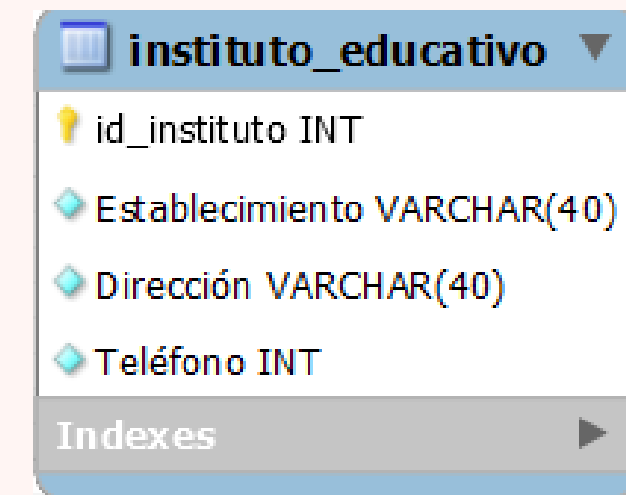 instituto_educativo
id_instituto INT
Establecimiento VARCHAR(40)
Dirección VARCHAR(40)
Teléfono INT
Indexes